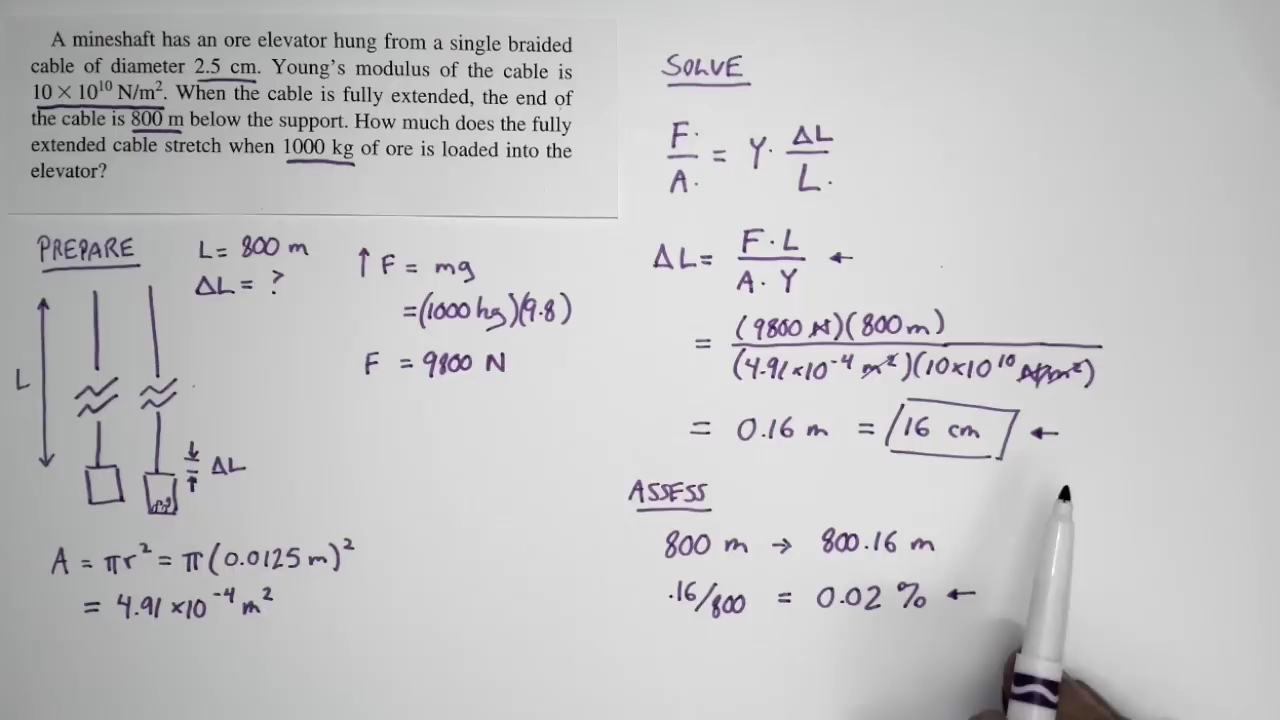 A mineshaft has an ore elevator hung from a single braided
cable of diameter 2.5 cm. Young's modulus of the cable is
10 × 10¹⁰ N/m². When the cable is fully extended, the end of
the cable is 800 m below the support. How much does the fully
extended cable stretch when 1000 kg of ore is loaded into the
elevator?
PREPARE
L = 800 m
ΔL = ?
↑ F = mg
= (1000 kg)(9.8)
F = 9800 N
L
ΔL
A = πr² = π(0.0125 m)²
= 4.91 × 10⁻⁴ m²
SOLVE
F/A = Y · ΔL/L
ΔL = F · L / A · Y ←
= (9800 N)(800 m) / (4.91 × 10⁻⁴ m²)(10 × 10¹⁰ N/m²)
= 0.16 m = 16 cm ←
ASSESS
800 m → 800.16 m
.16/800 = 0.02 % ←